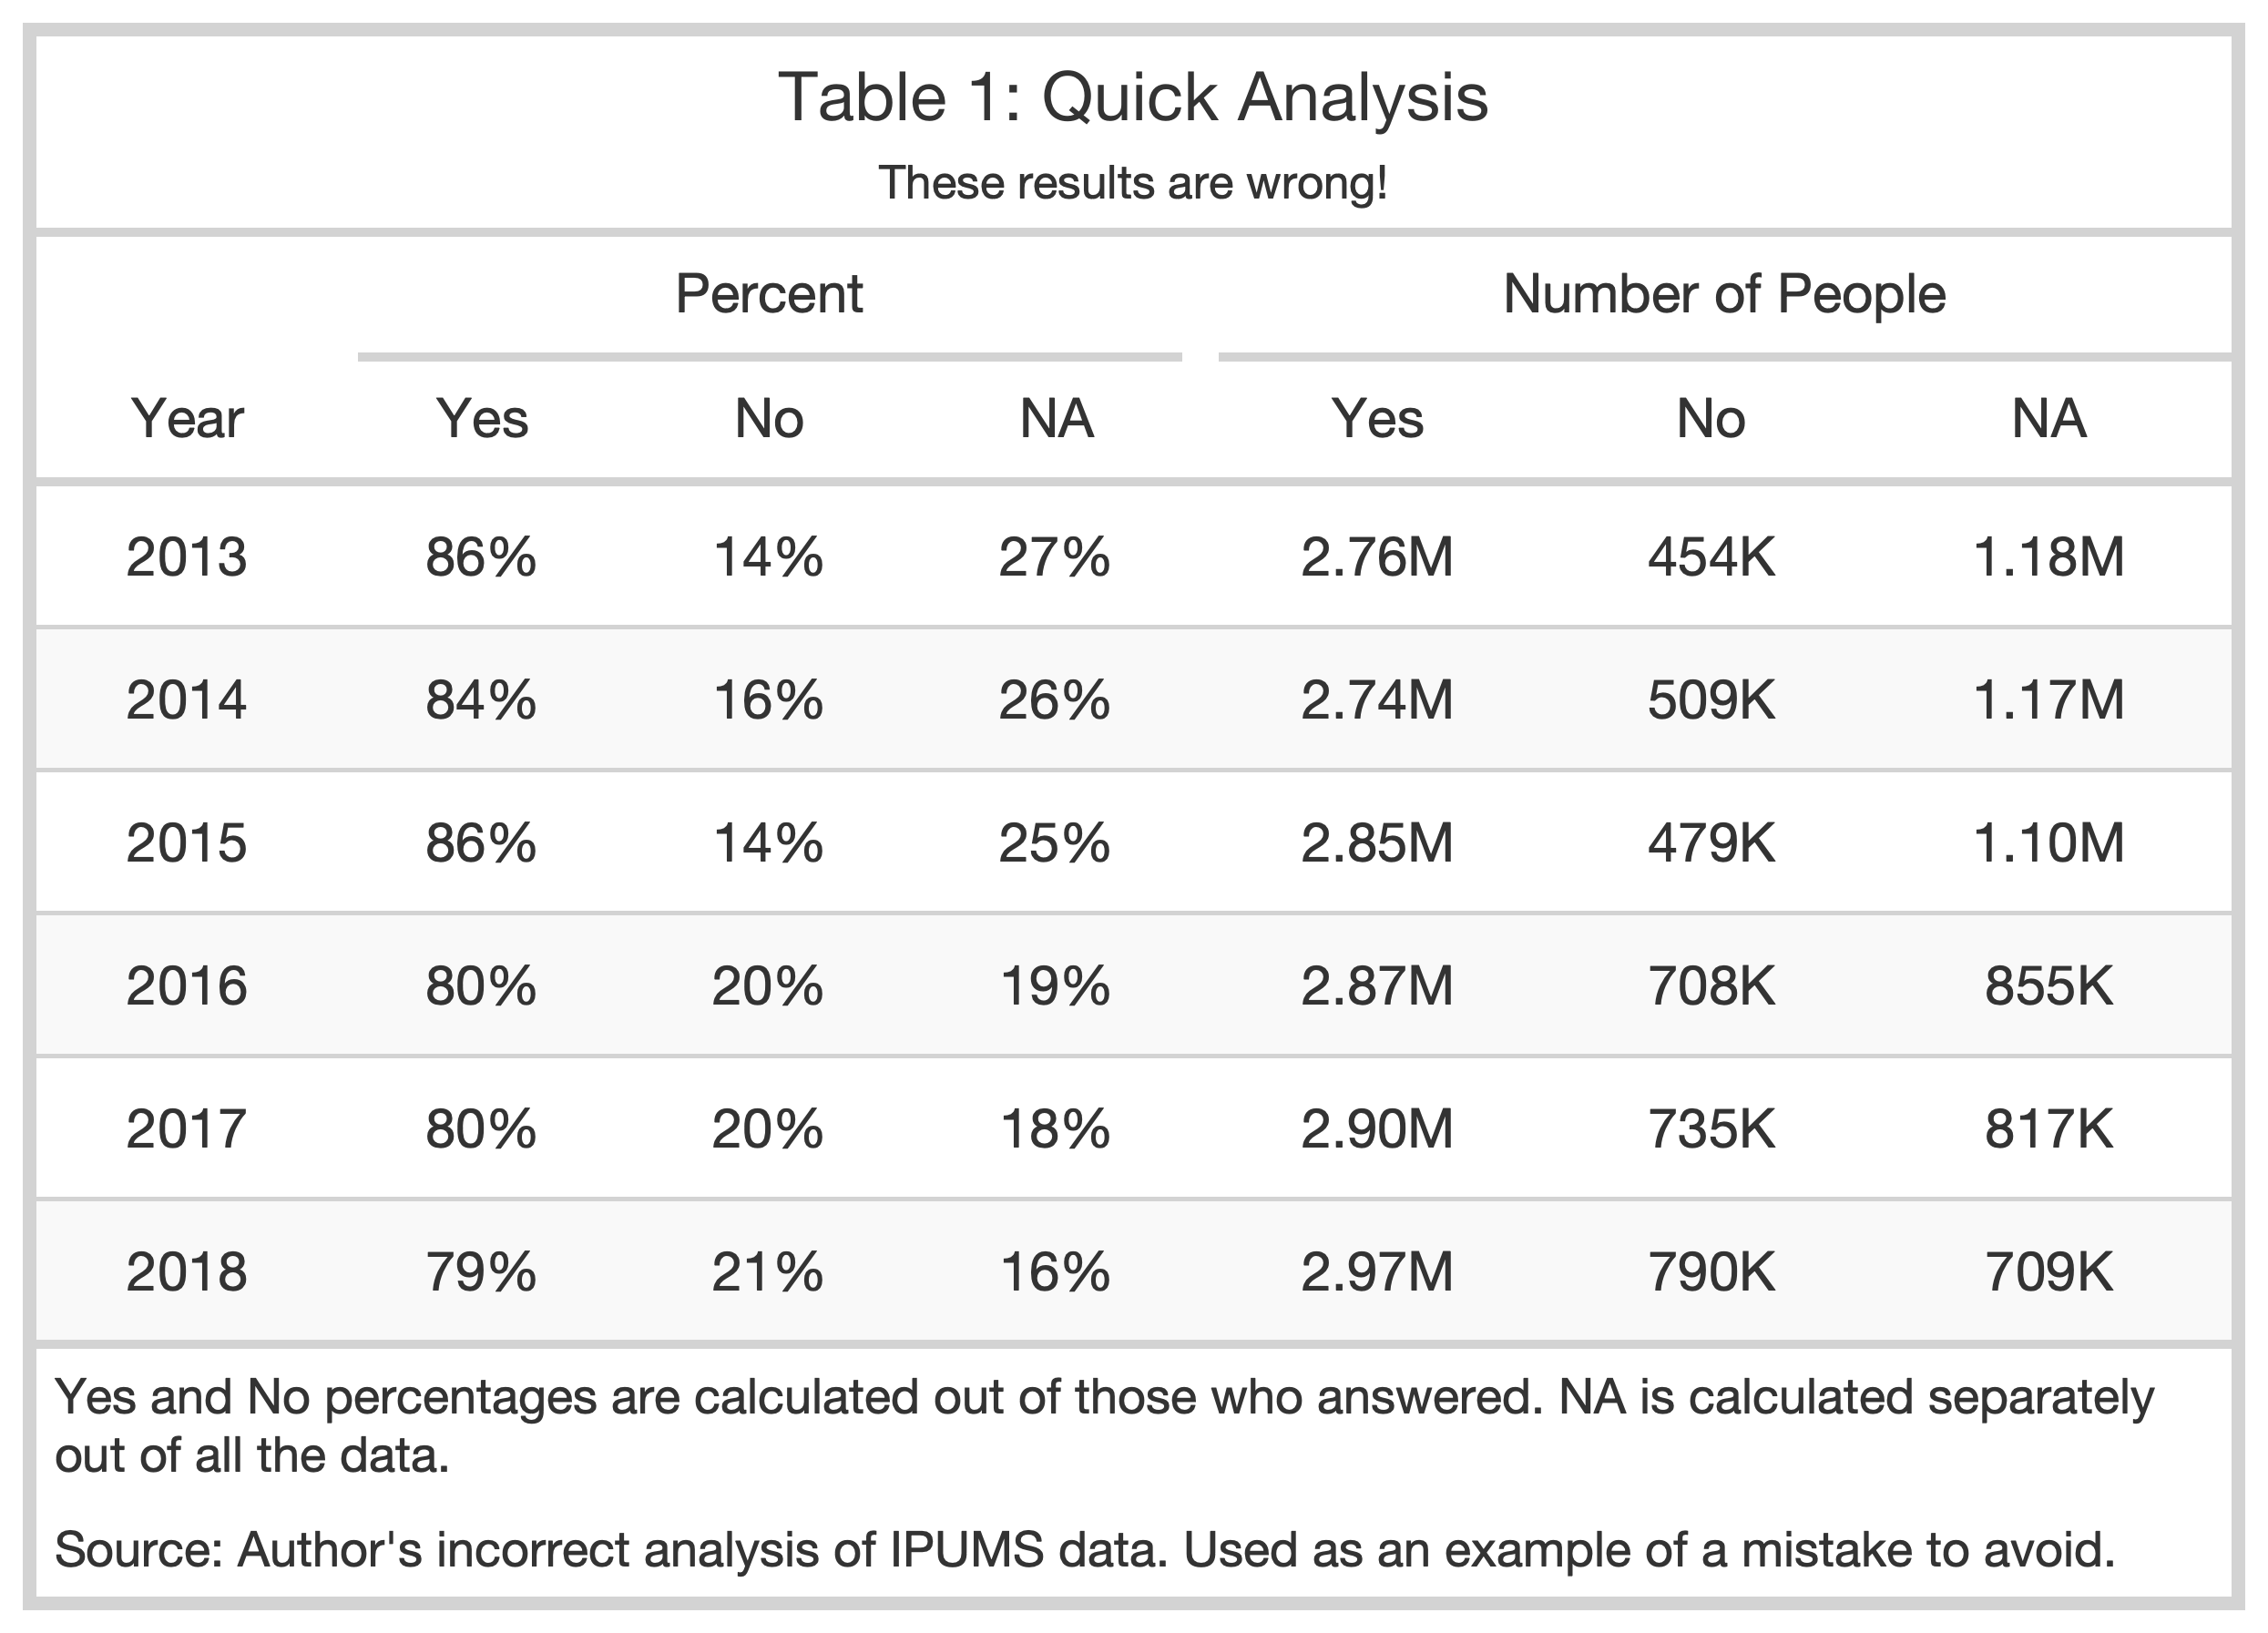 Table 1: Quick Analysis
These results are wrong!
Percent Number of People
Year Yes No NA Yes No NA
2013 86% 14% 27% 2.76M 454K 1.18M
2014 84% 16% 26% 2.74M 509K 1.17M
2015 86% 14% 25% 2.85M 479K 1.10M
2016 80% 20% 19% 2.87M 708K 855K
2017 80% 20% 18% 2.90M 735K 817K
2018 79% 21% 16% 2.97M 790K 709K
Yes and No percentages are calculated out of those who answered. NA is calculated separately
out of all the data.
Source: Author's incorrect analysis of IPUMS data. Used as an example of a mistake to avoid.